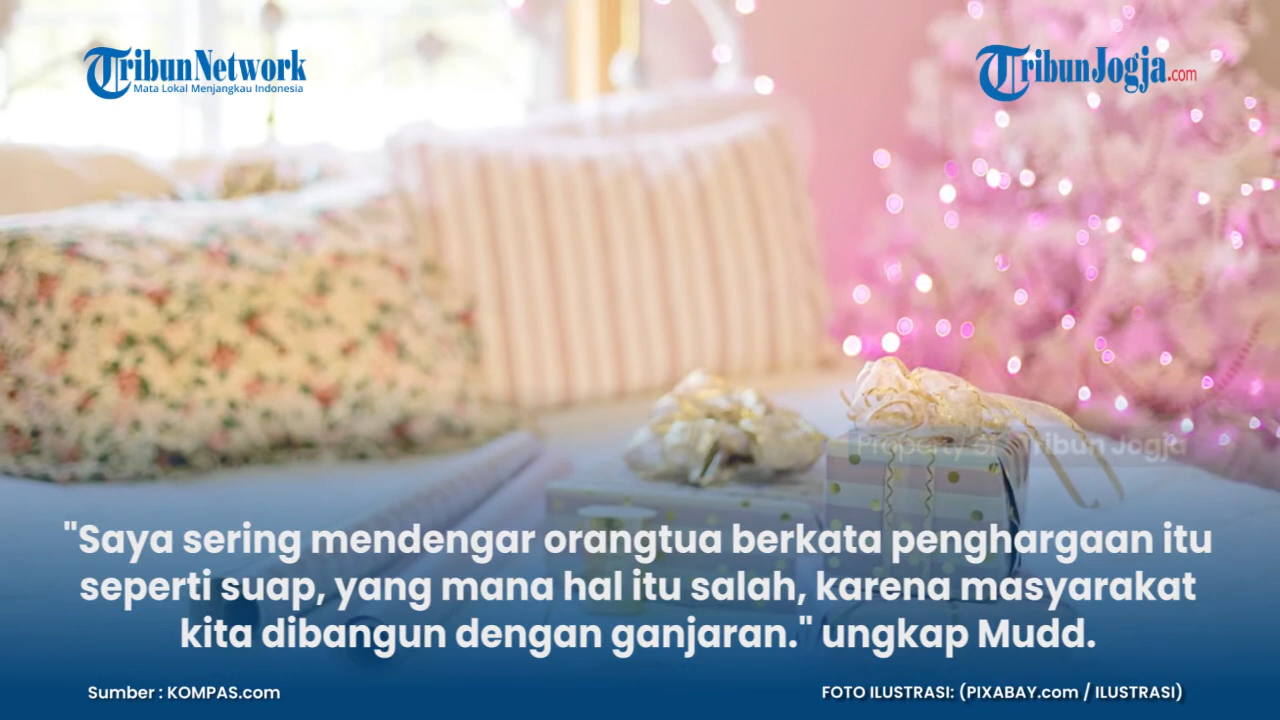 TribunNetwork
Mata Lokal Menjangkau Indonesia
TribunJogja.com
Property of Tribun Jogja
"Saya sering mendengar orangtua berkata penghargaan itu
seperti suap, yang mana hal itu salah, karena masyarakat
kita dibangun dengan ganjaran." ungkap Mudd.
Sumber : KOMPAS.com
FOTO ILUSTRASI: (PIXABAY.com / ILUSTRASI)